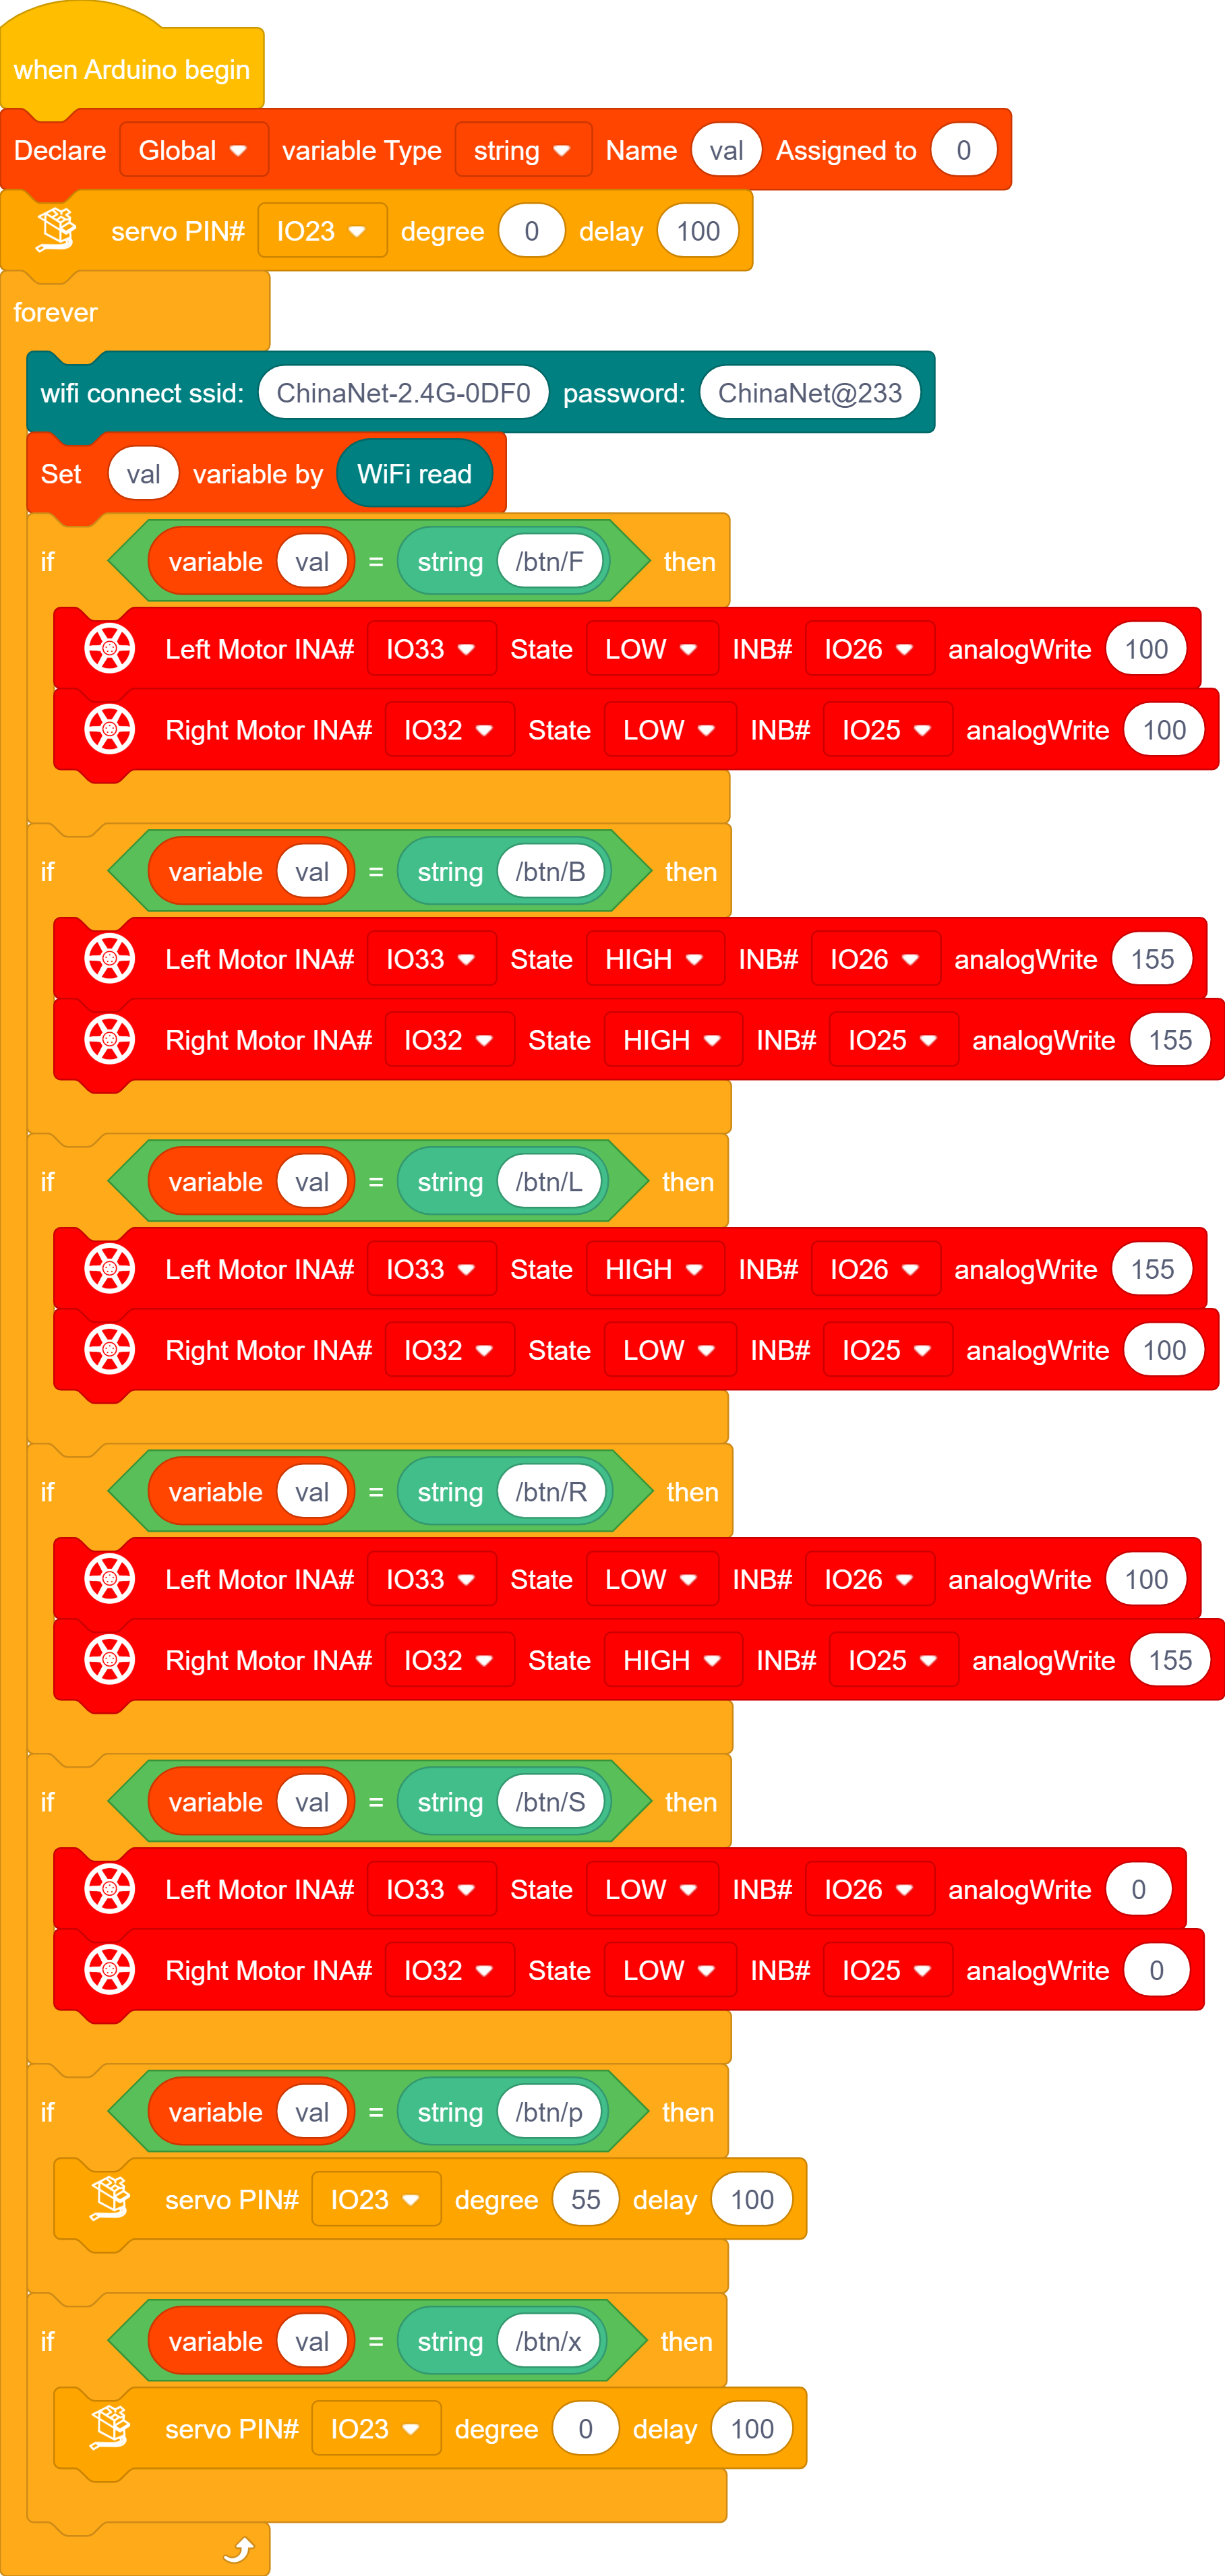 when Arduino begin
Declare Global variable Type string Name val Assigned to 0
servo PIN# IO23 degree 0 delay 100
forever
wifi connect ssid: ChinaNet-2.4G-0DF0 password: ChinaNet@233
Set val variable by WiFi read
if variable val = string /btn/F then
Left Motor INA# IO33 State LOW INB# IO26 analogWrite 100
Right Motor INA# IO32 State LOW INB# IO25 analogWrite 100
if variable val = string /btn/B then
Left Motor INA# IO33 State HIGH INB# IO26 analogWrite 155
Right Motor INA# IO32 State HIGH INB# IO25 analogWrite 155
if variable val = string /btn/L then
Left Motor INA# IO33 State HIGH INB# IO26 analogWrite 155
Right Motor INA# IO32 State LOW INB# IO25 analogWrite 100
if variable val = string /btn/R then
Left Motor INA# IO33 State LOW INB# IO26 analogWrite 100
Right Motor INA# IO32 State HIGH INB# IO25 analogWrite 155
if variable val = string /btn/S then
Left Motor INA# IO33 State LOW INB# IO26 analogWrite 0
Right Motor INA# IO32 State LOW INB# IO25 analogWrite 0
if variable val = string /btn/p then
servo PIN# IO23 degree 55 delay 100
if variable val = string /btn/x then
servo PIN# IO23 degree 0 delay 100